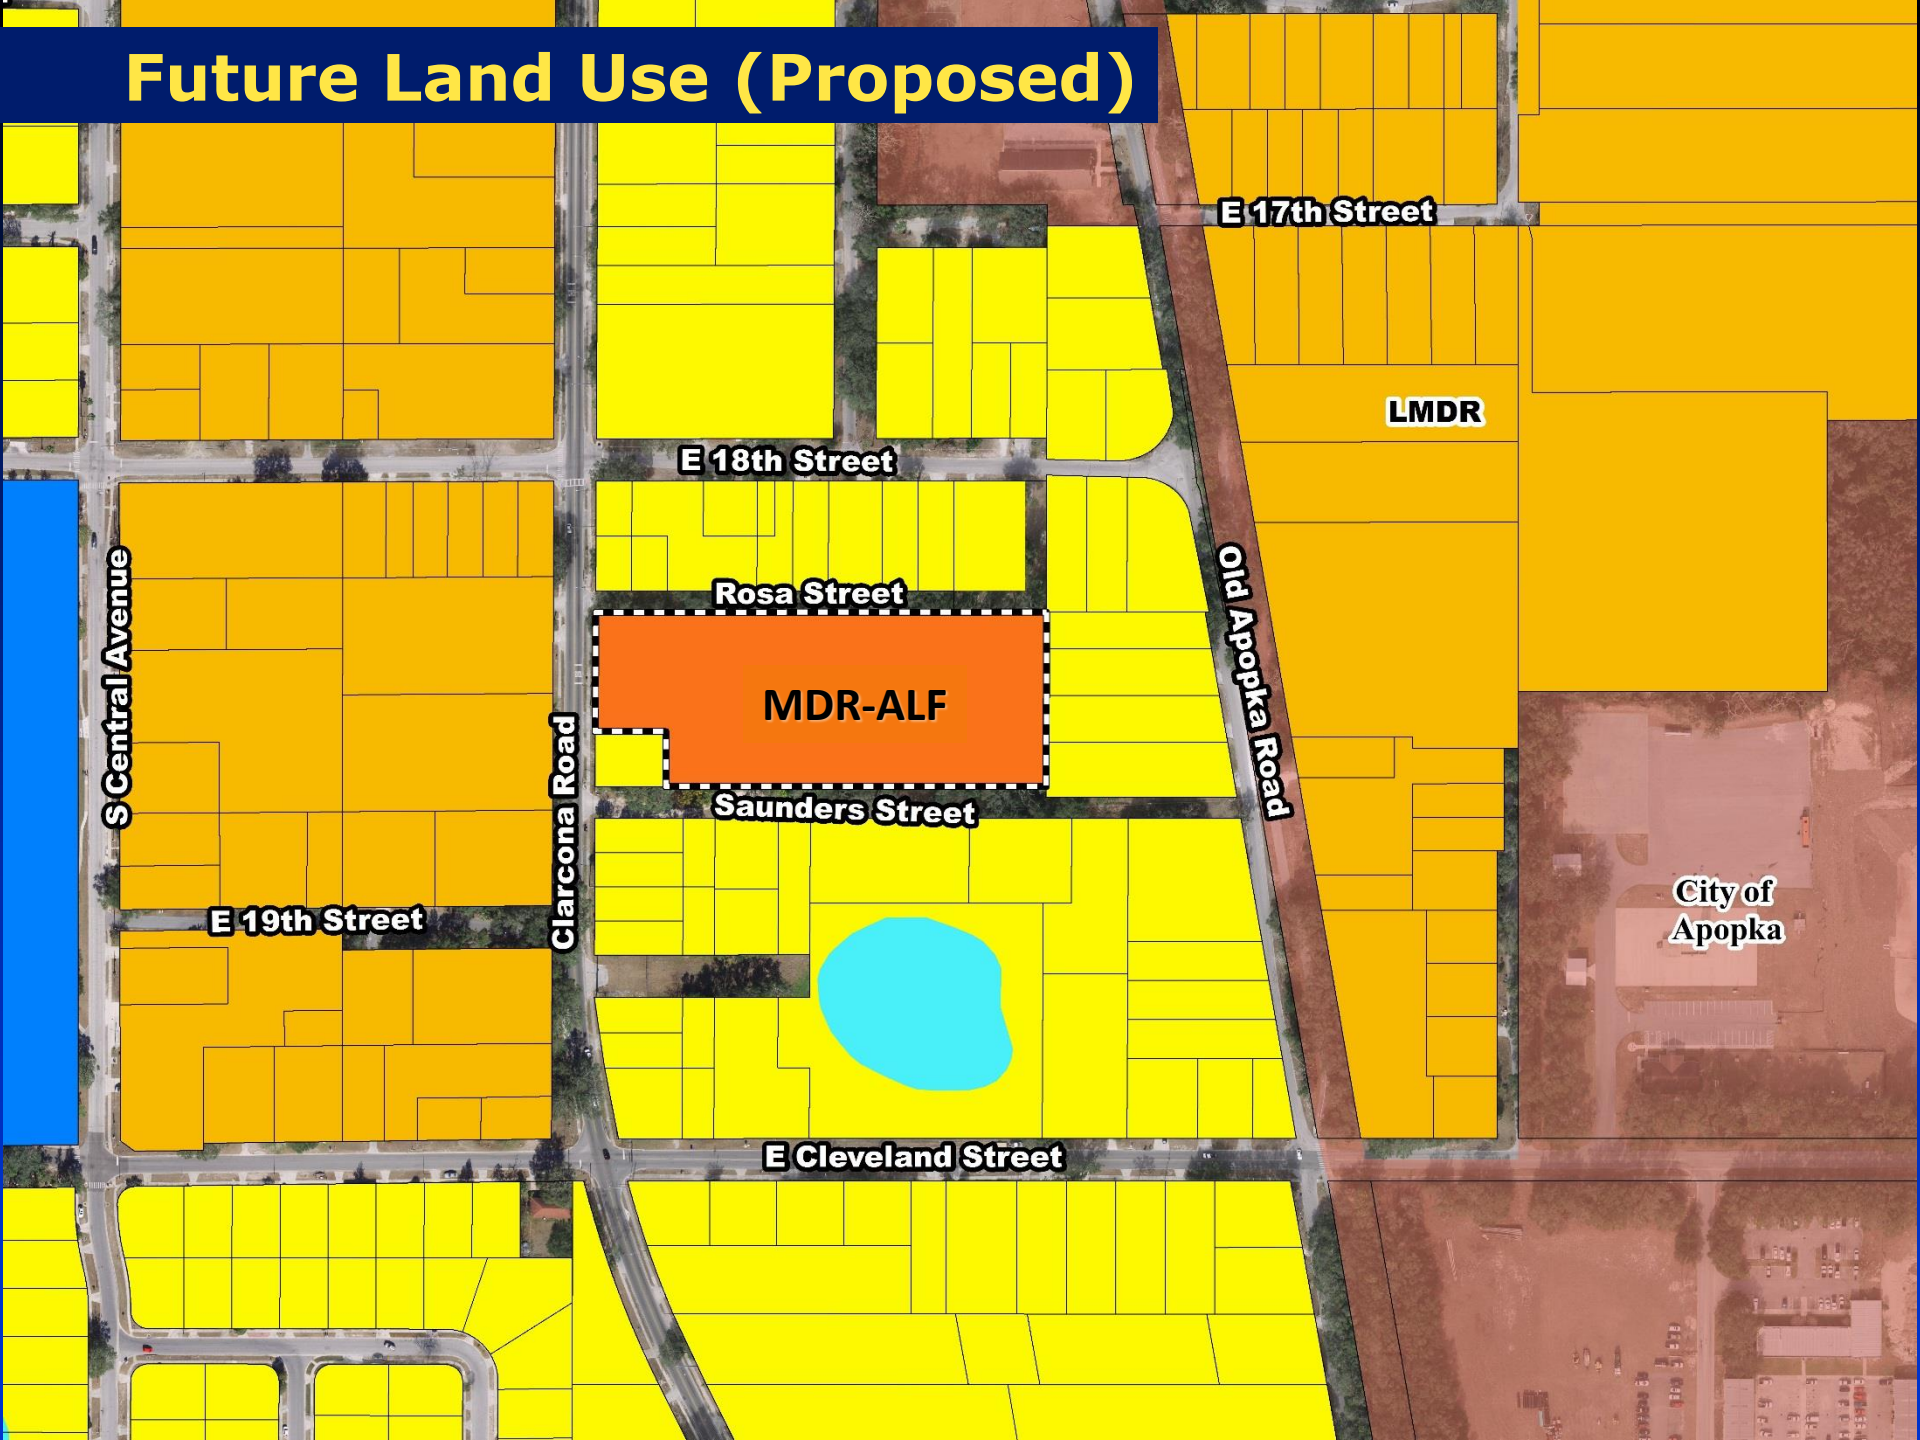 Future Land Use (Proposed)
E 17th Street
LMDR
E 18th Street
Rosa Street
S Central Avenue
Old Apopka Road
MDR-ALF
Clarcona Road
Saunders Street
City of
Apopka
E 19th Street
E Cleveland Street